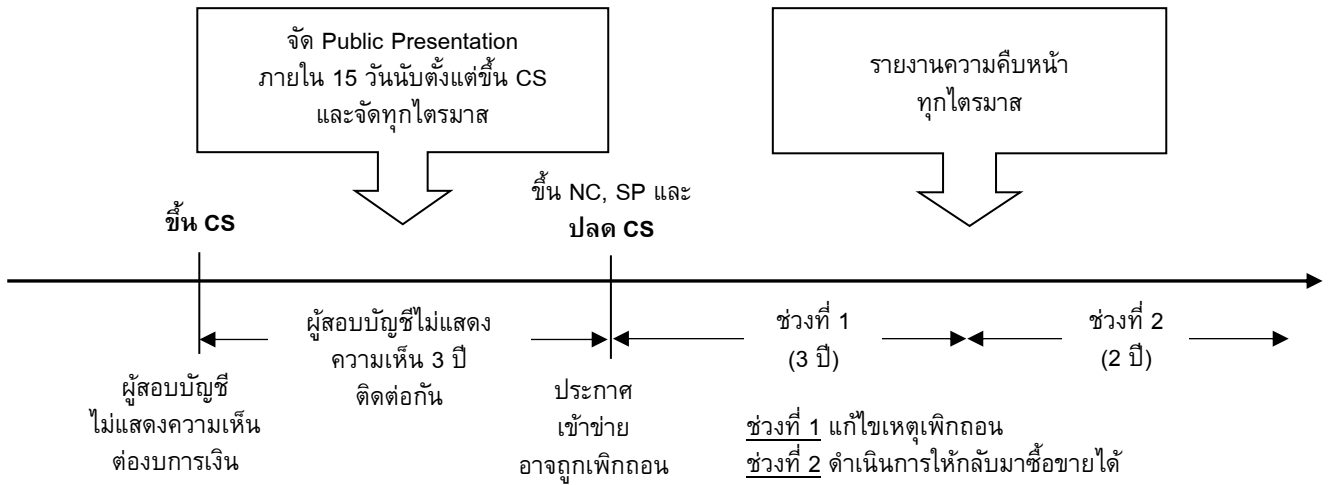 จัด Public Presentation
ภายใน 15 วันนับตั้งแต่ขึ้น CS
และจัดทุกไตรมาส
รายงานความคืบหน้า
ทุกไตรมาส
ขึ้น CS
ขึ้น NC, SP และ
ปลด CS
ผู้สอบบัญชี
ไม่แสดงความเห็น
ต่องบการเงิน
ผู้สอบบัญชีไม่แสดง
ความเห็น 3 ปี
ติดต่อกัน
ประกาศ
เข้าข่าย
อาจถูกเพิกถอน
ช่วงที่ 1
(3 ปี)
ช่วงที่ 2
(2 ปี)
ช่วงที่ 1 แก้ไขเหตุเพิกถอน
ช่วงที่ 2 ดำเนินการให้กลับมาซื้อขายได้